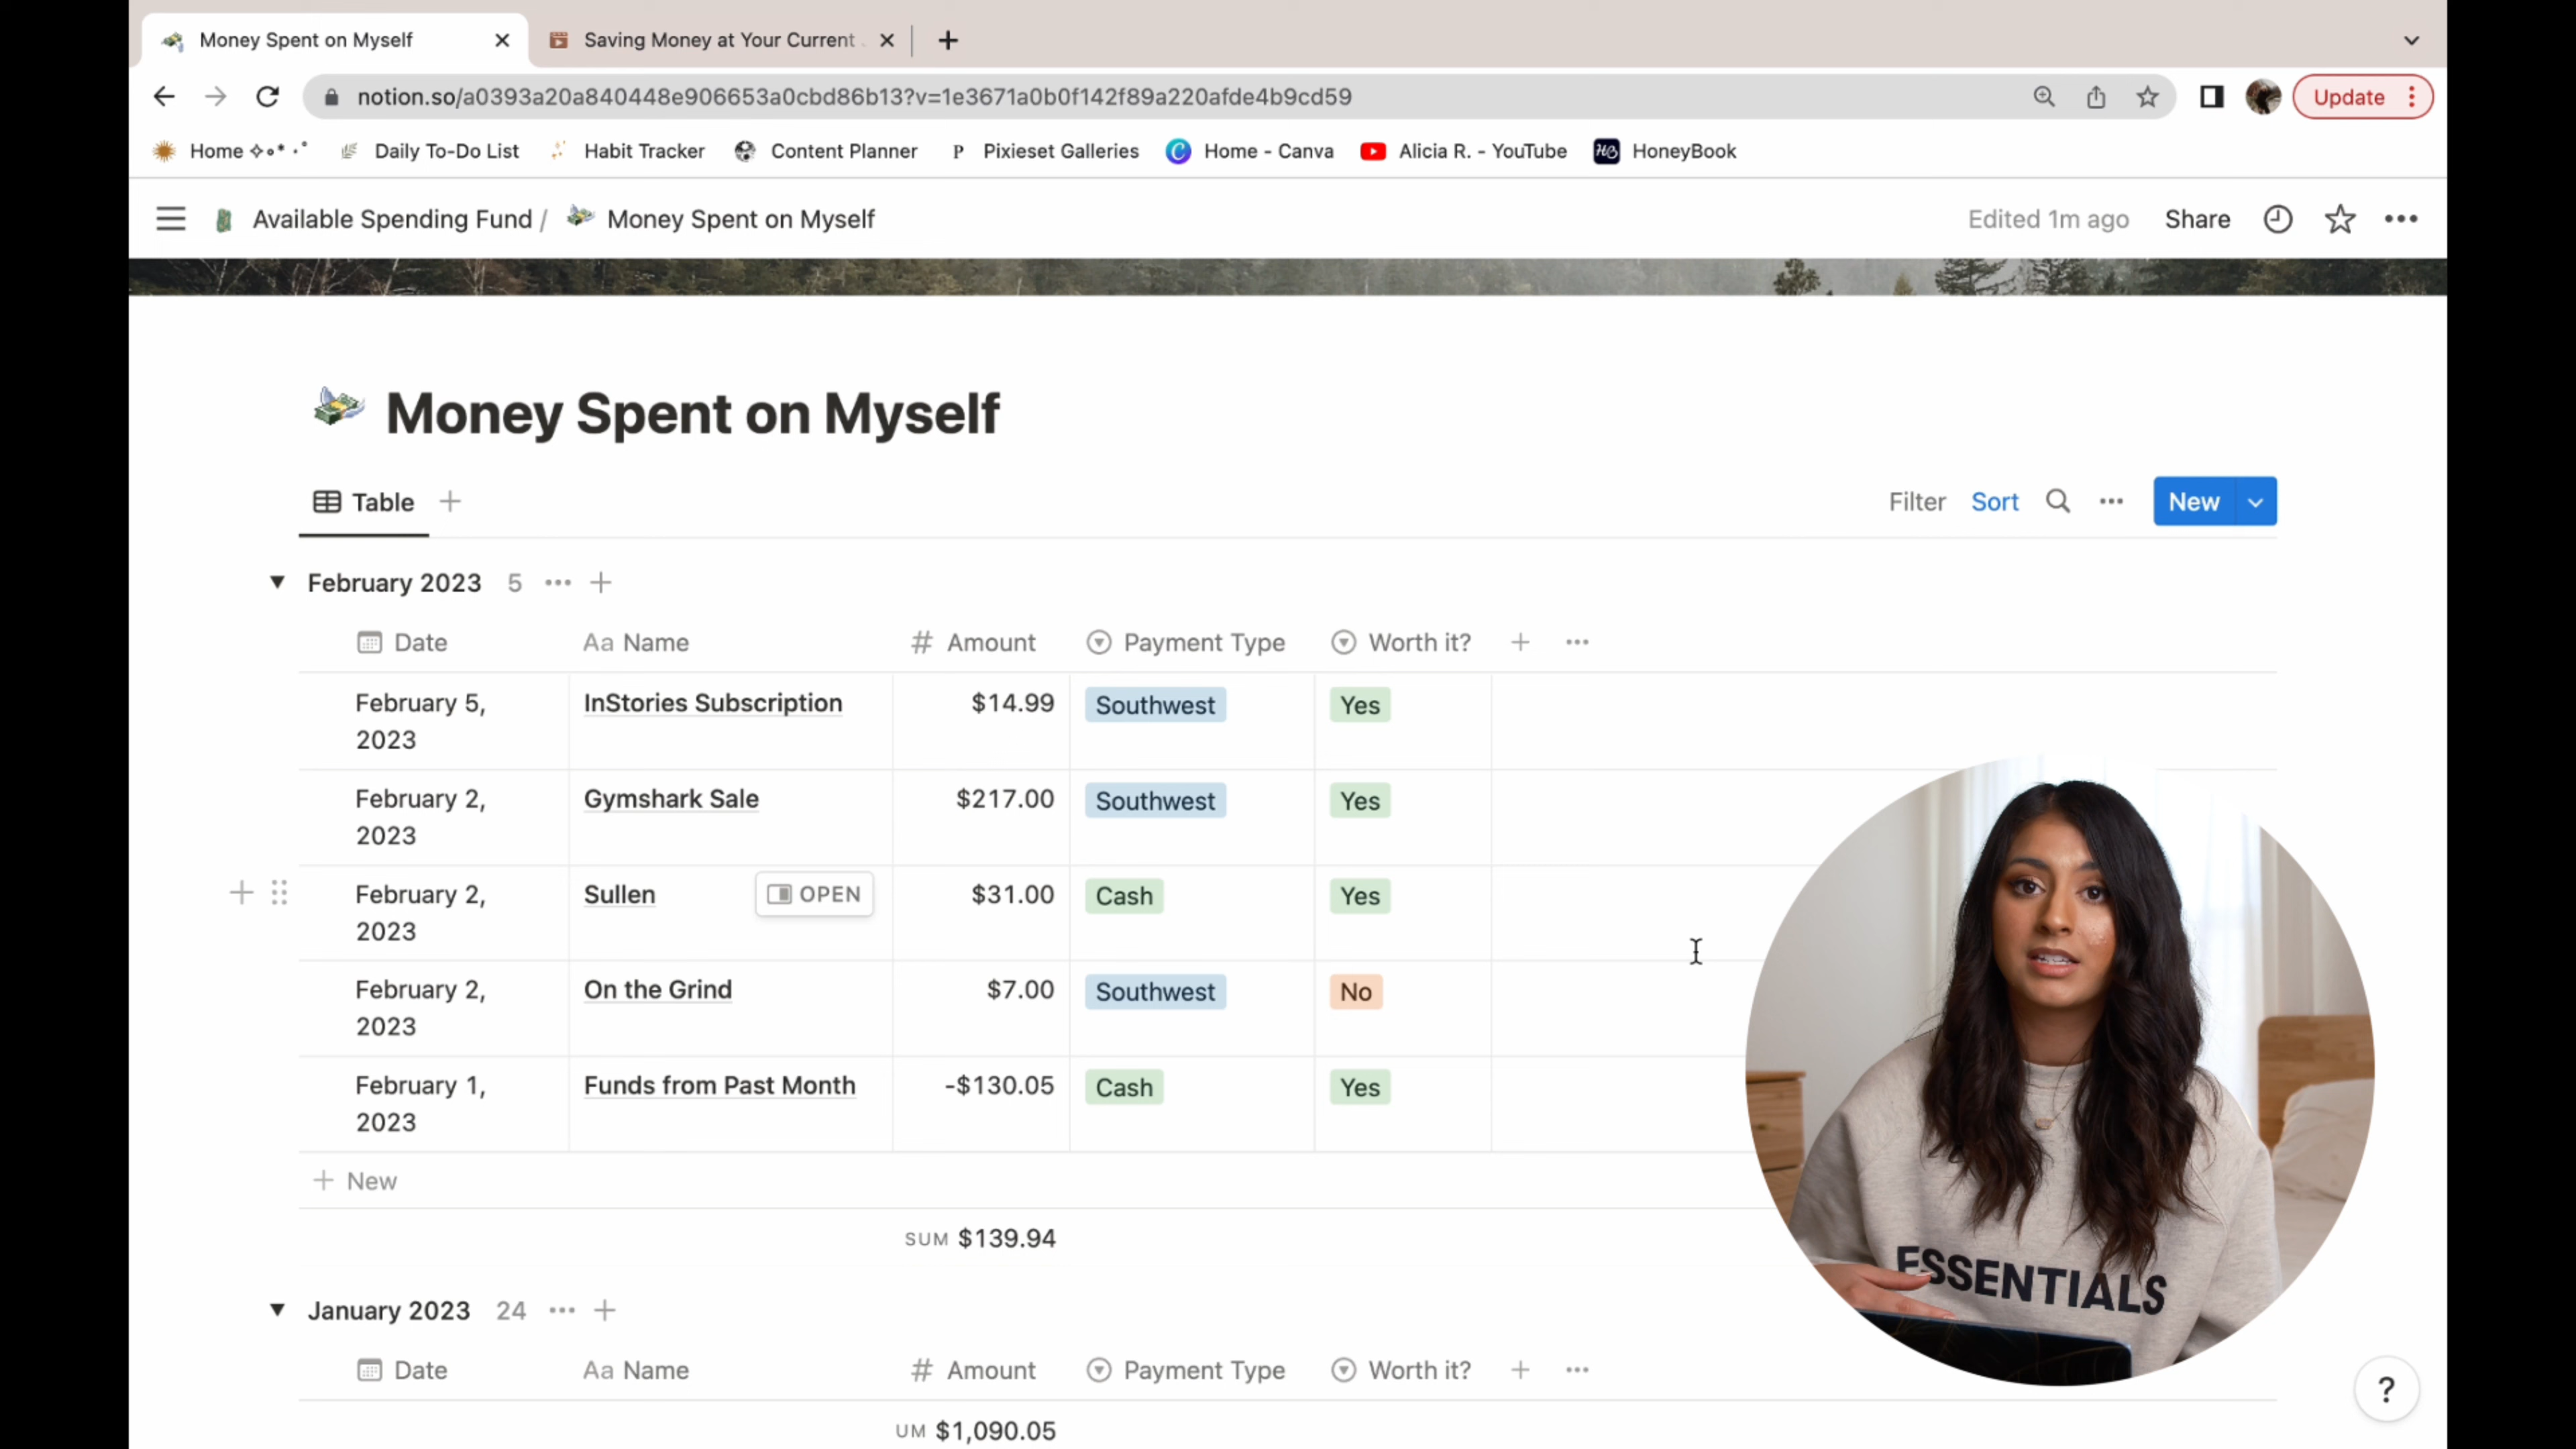 Money Spent on Myself
Saving Money at Your Current
notion.so/a0393a20a840448e906653a0cbd86b13?v=1e3671a0b0f142f89a220afde4b9cd59
Update
Home
Daily To-Do List
Habit Tracker
Content Planner
P Pixieset Galleries
Home - Canva
Alicia R. - YouTube
HB HoneyBook
Available Spending Fund / Money Spent on Myself
Edited 1m ago
Share
Money Spent on Myself
Table
Filter
Sort
New
February 2023 5
Date
Aa Name
# Amount
Payment Type
Worth it?
February 5, 2023
InStories Subscription
$14.99
Southwest
Yes
February 2, 2023
Gymshark Sale
$217.00
Southwest
Yes
February 2, 2023
Sullen
OPEN
$31.00
Cash
Yes
February 2, 2023
On the Grind
$7.00
Southwest
No
February 1, 2023
Funds from Past Month
-$130.05
Cash
Yes
+ New
SUM $139.94
January 2023 24
Date
Aa Name
# Amount
Payment Type
Worth it?
UM $1,090.05
ESSENTIALS
?